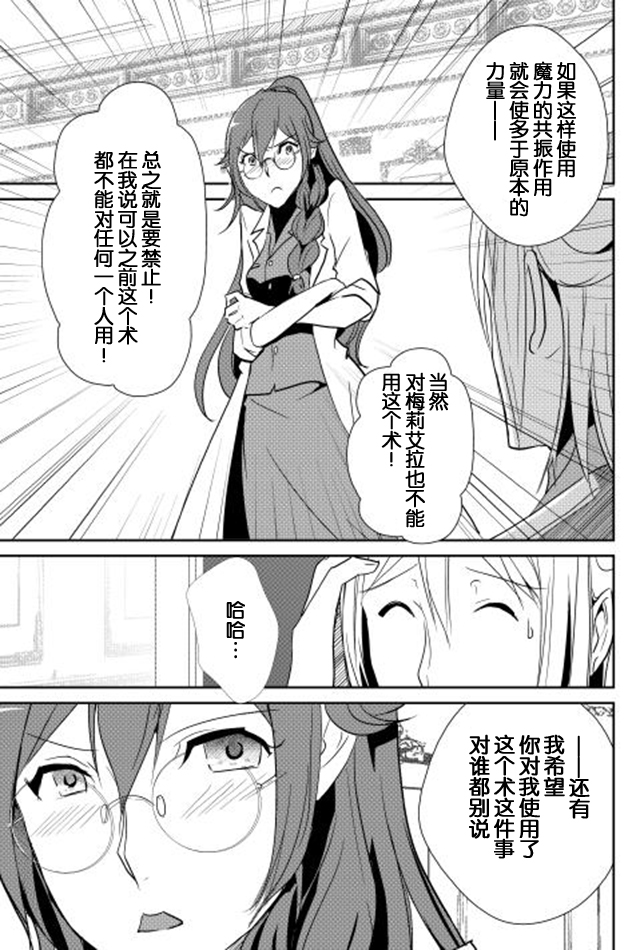 如果这样使用
魔力的共振作用
就会使多于原本的
力量——
总之就是要禁止！
在我说可以之前这个术
都不能对任何一个人用！
当然
对梅莉艾拉也不能
用这个术！
哈哈…
——还有
我希望
你对我使用了
这个术这件事
对谁都别说